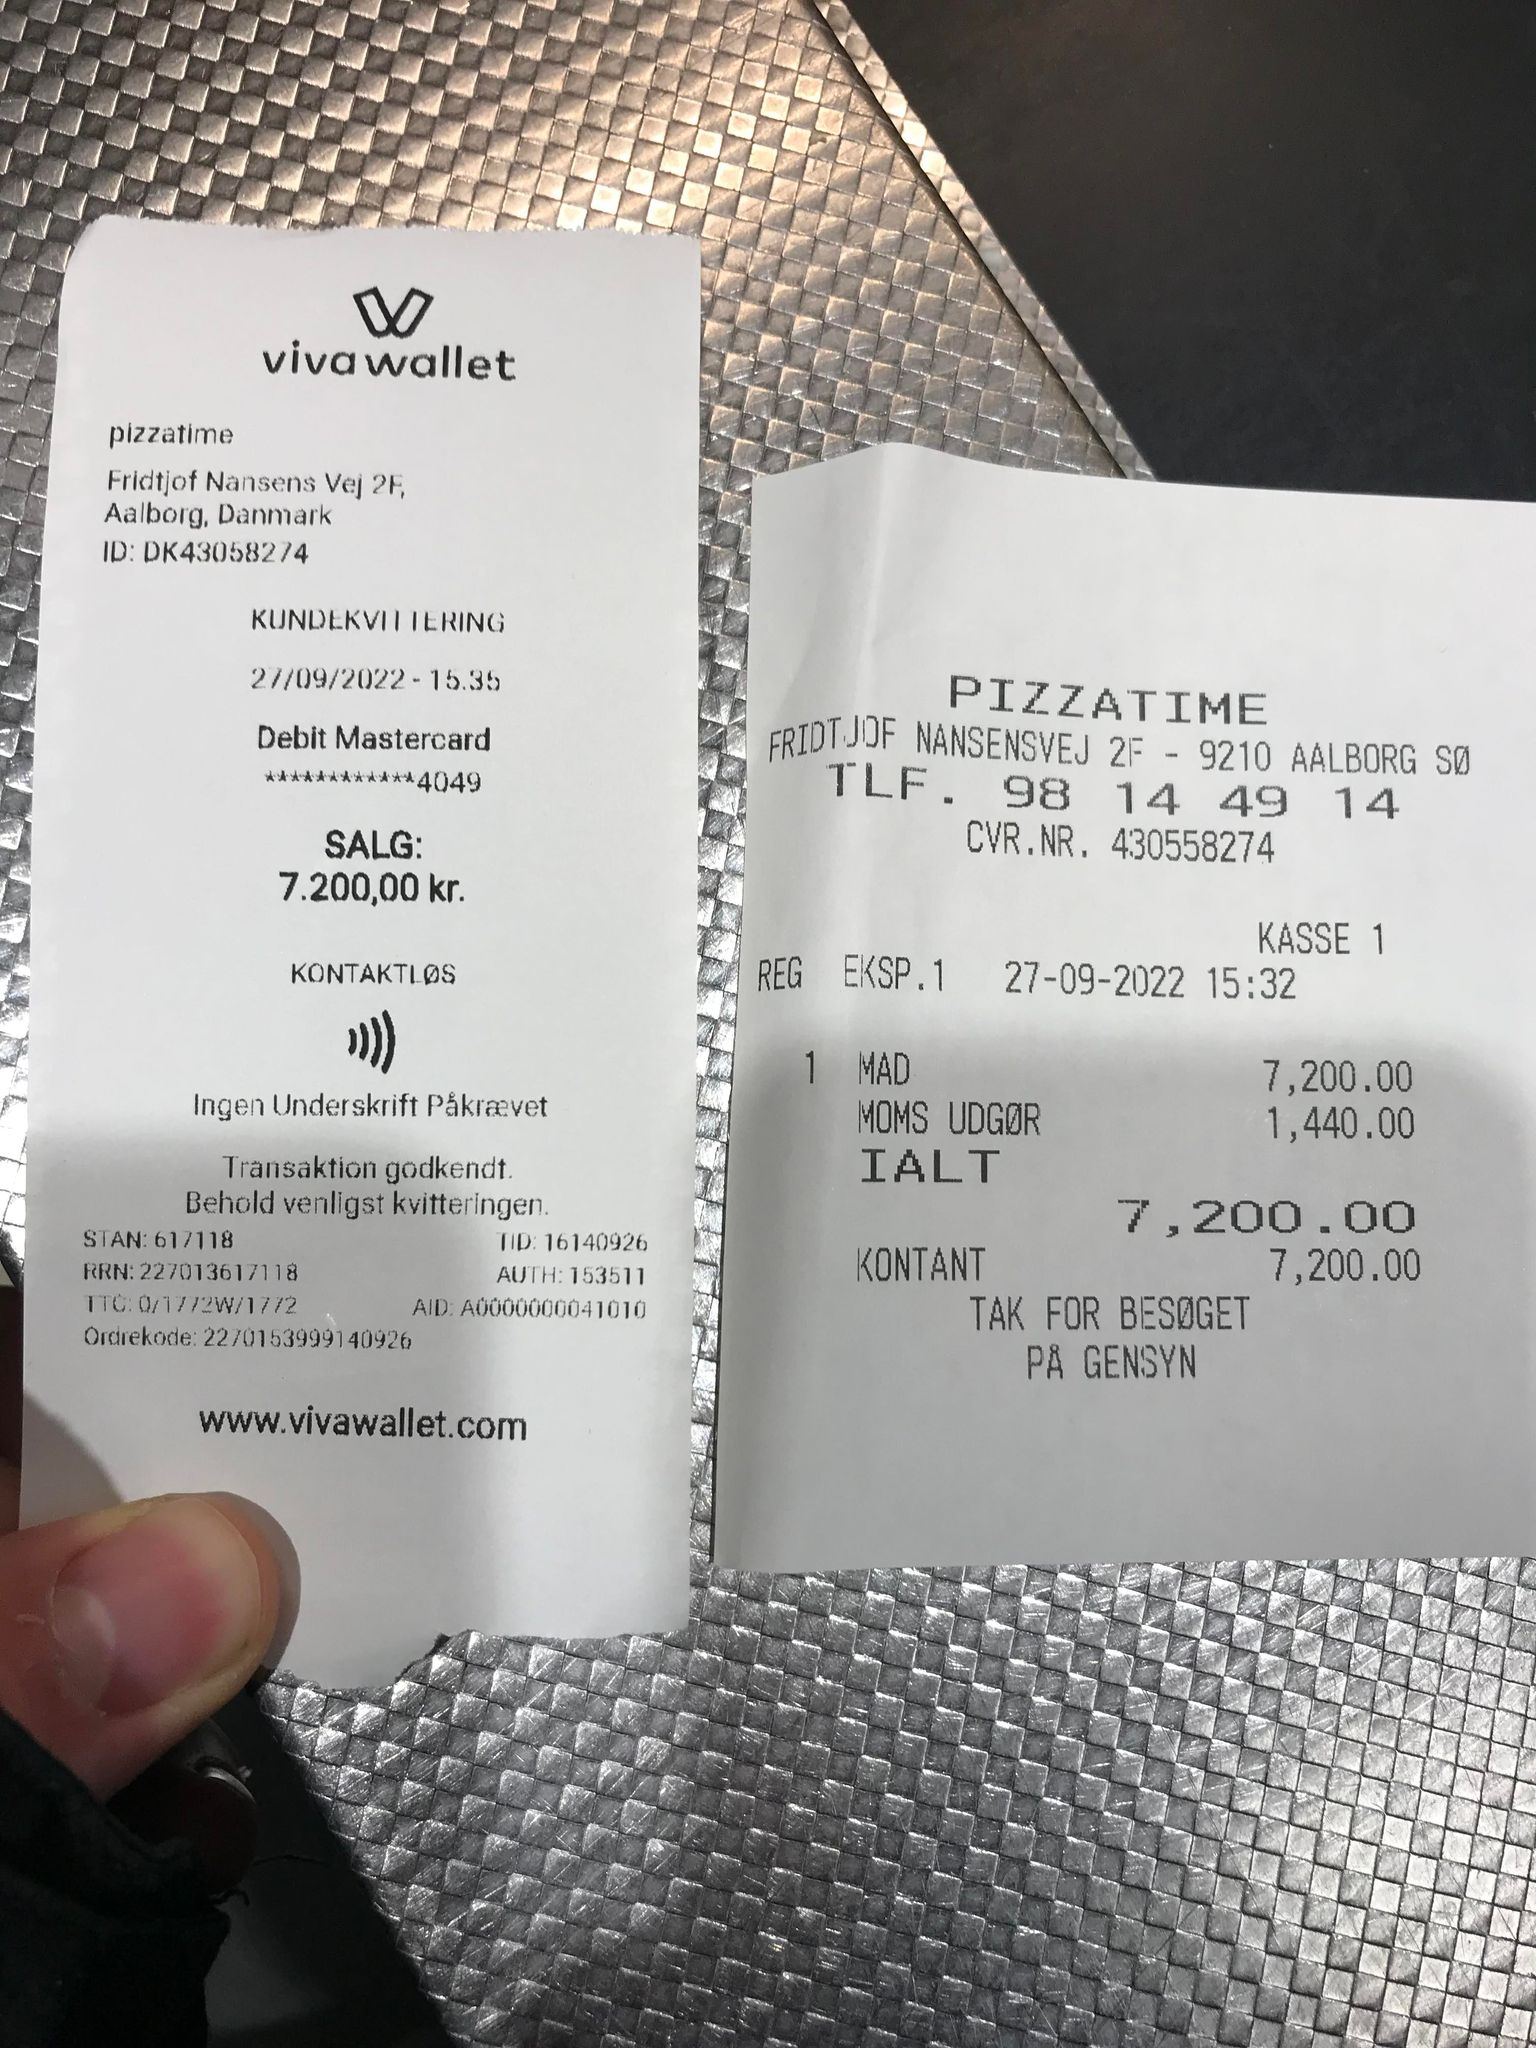 vivawallet
pizzatime
Fridtjof Nansens Vej 2F,
Aalborg, Danmark
ID: DK43058274
KUNDEKVITTERING
27/09/2022 - 15.35
Debit Mastercard
************4049
SALG:
7.200,00 kr.
KONTAKTLØS
Ingen Underskrift Påkrævet
Transaktion godkendt.
Behold venligst kvitteringen.
STAN: 617118 TID: 16140926
RRN: 227013617118 AUTH: 153511
TTC: 0/1772W/1772 AID: A0000000041010
Ordrekode: 2270153999140926
www.vivawallet.com
PIZZATIME
FRIDTJOF NANSENSVEJ 2F - 9210 AALBORG SØ
TLF. 98 14 49 14
CVR.NR. 430558274
KASSE 1
REG EKSP.1 27-09-2022 15:32
1 MAD 7,200.00
MOMS UDGØR 1,440.00
IALT
7,200.00
KONTANT 7,200.00
TAK FOR BESØGET
PÅ GENSYN